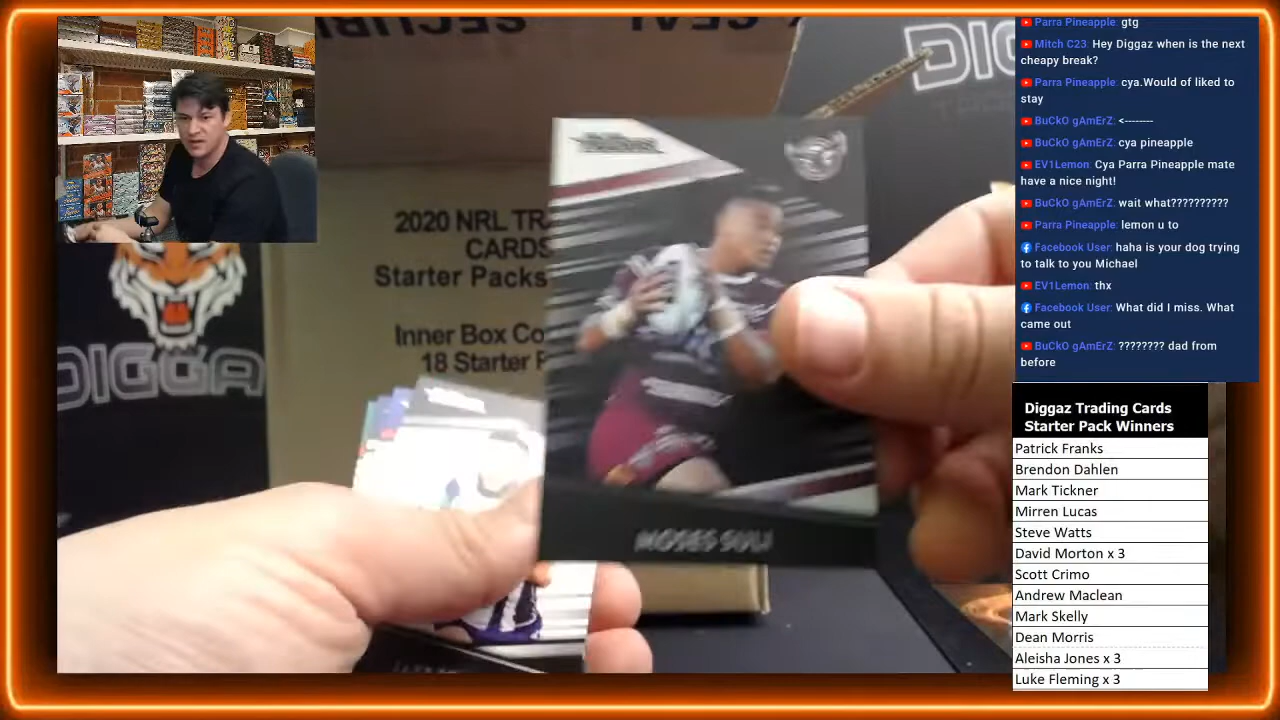 Parra Pineapple: gtg
Mitch C23: Hey Diggaz when is the next
cheapy break?
Parra Pineapple: cya.Would of liked to
stay
BuCkO gAmErZ: <--------
BuCkO gAmErZ: cya pineapple
EV1Lemon: Cya Parra Pineapple mate
have a nice night!
BuCkO gAmErZ: wait what??????????
Parra Pineapple: lemon u to
Facebook User: haha is your dog trying
to talk to you Michael
EV1Lemon: thx
Facebook User: What did I miss. What
came out
BuCkO gAmErZ: ???????? dad from
before
Diggaz Trading Cards
Starter Pack Winners
Patrick Franks
Brendon Dahlen
Mark Tickner
Mirren Lucas
Steve Watts
David Morton x 3
Scott Crimo
Andrew Maclean
Mark Skelly
Dean Morris
Aleisha Jones x 3
Luke Fleming x 3
2020 NRL TR
CARDS
Starter Packs
Inner Box Co
18 Starter
MOSES SULI
DIGGA
DIG